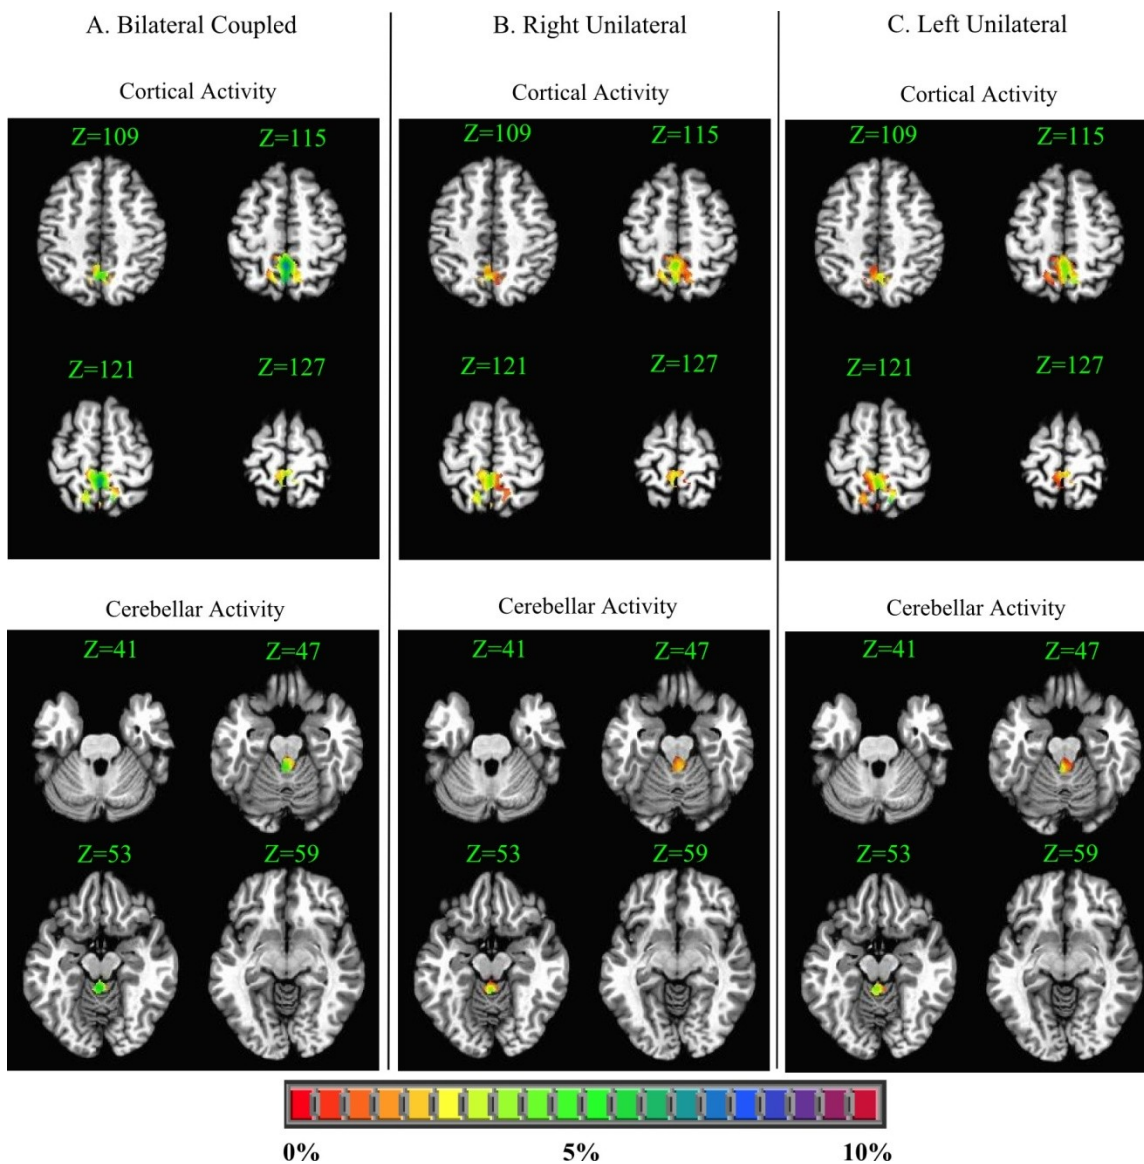 A. Bilateral Coupled
B. Right Unilateral
C. Left Unilateral
Cortical Activity
Cortical Activity
Cortical Activity
Z=109
Z=115
Z=109
Z=115
Z=109
Z=115
Z=121
Z=127
Z=121
Z=127
Z=121
Z=127
Cerebellar Activity
Cerebellar Activity
Cerebellar Activity
Z=41
Z=47
Z=41
Z=47
Z=41
Z=47
Z=53
Z=59
Z=53
Z=59
Z=53
Z=59
0%
5%
10%